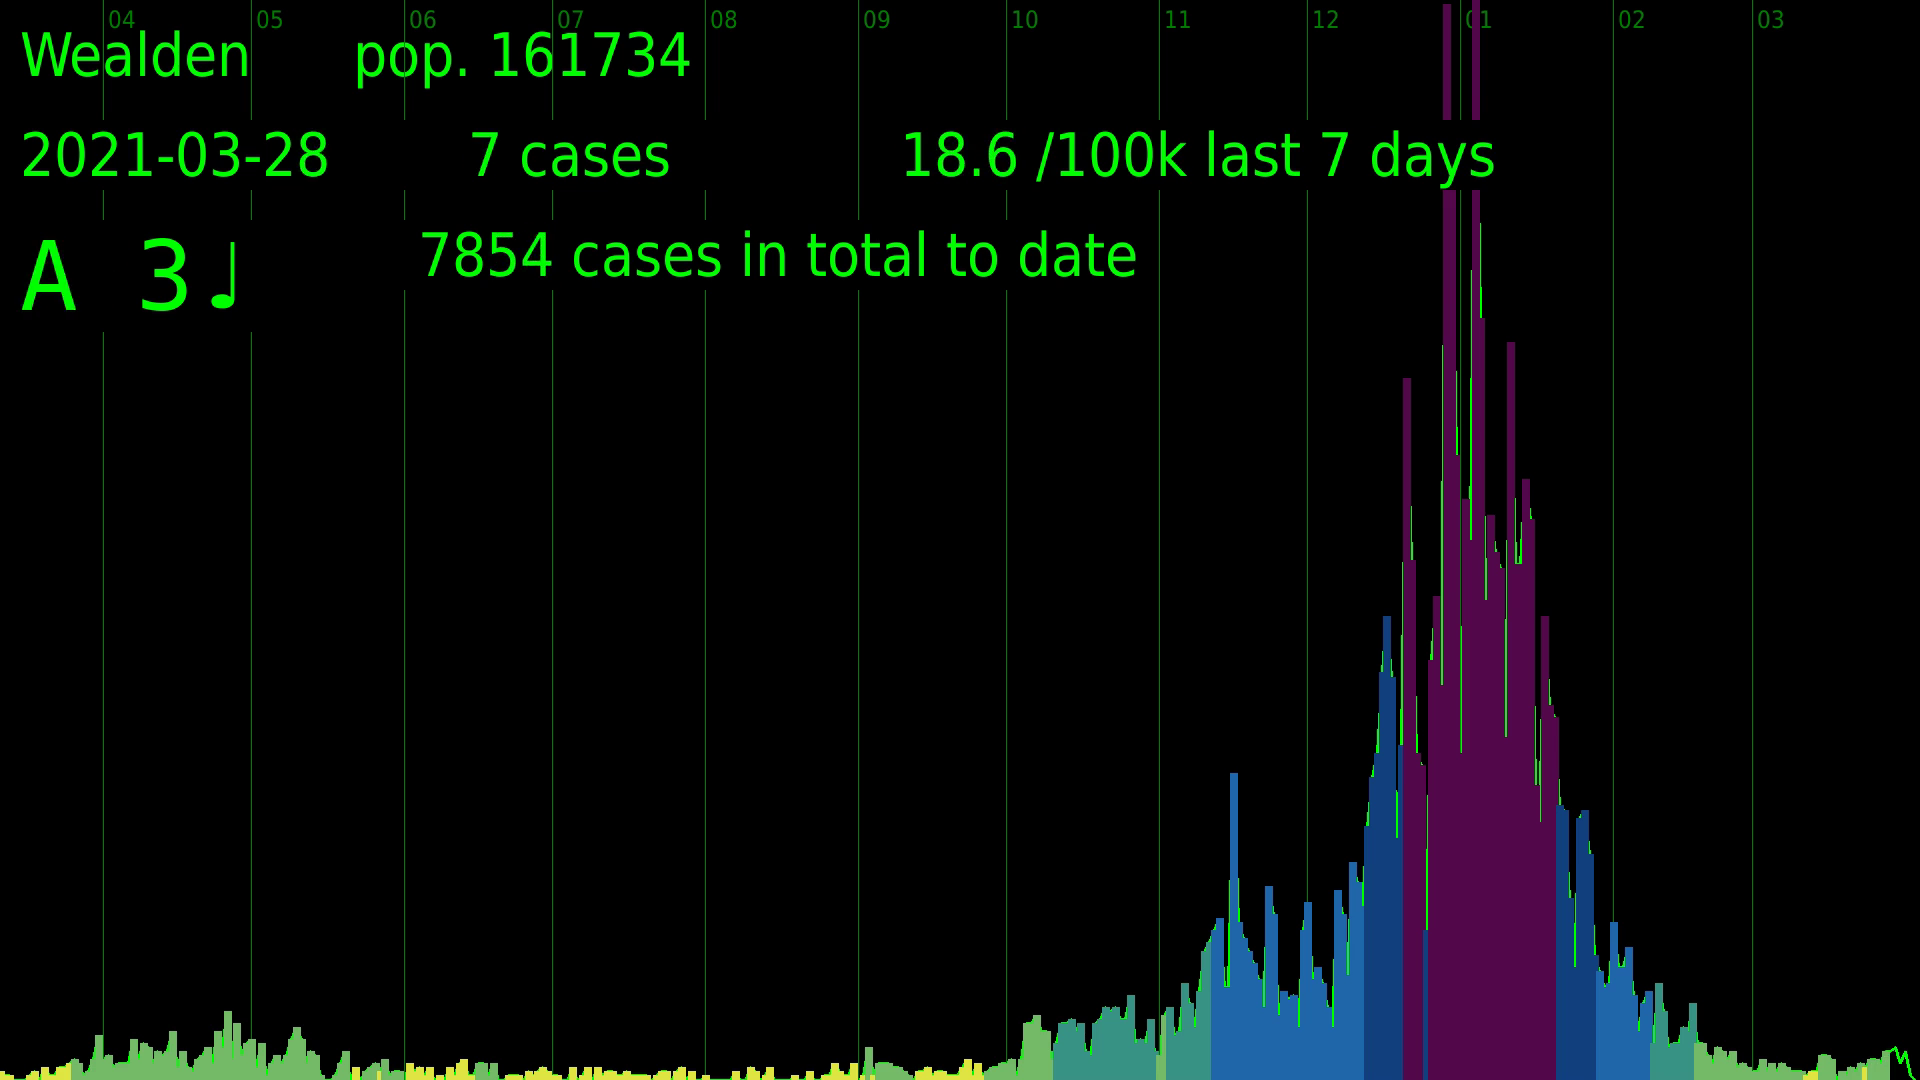 04 05 06 07 08 09 10 11 12 01 02 03
Wealden pop. 161734
2021-03-28 7 cases 18.6 /100k last 7 days
A 3♩ 7854 cases in total to date